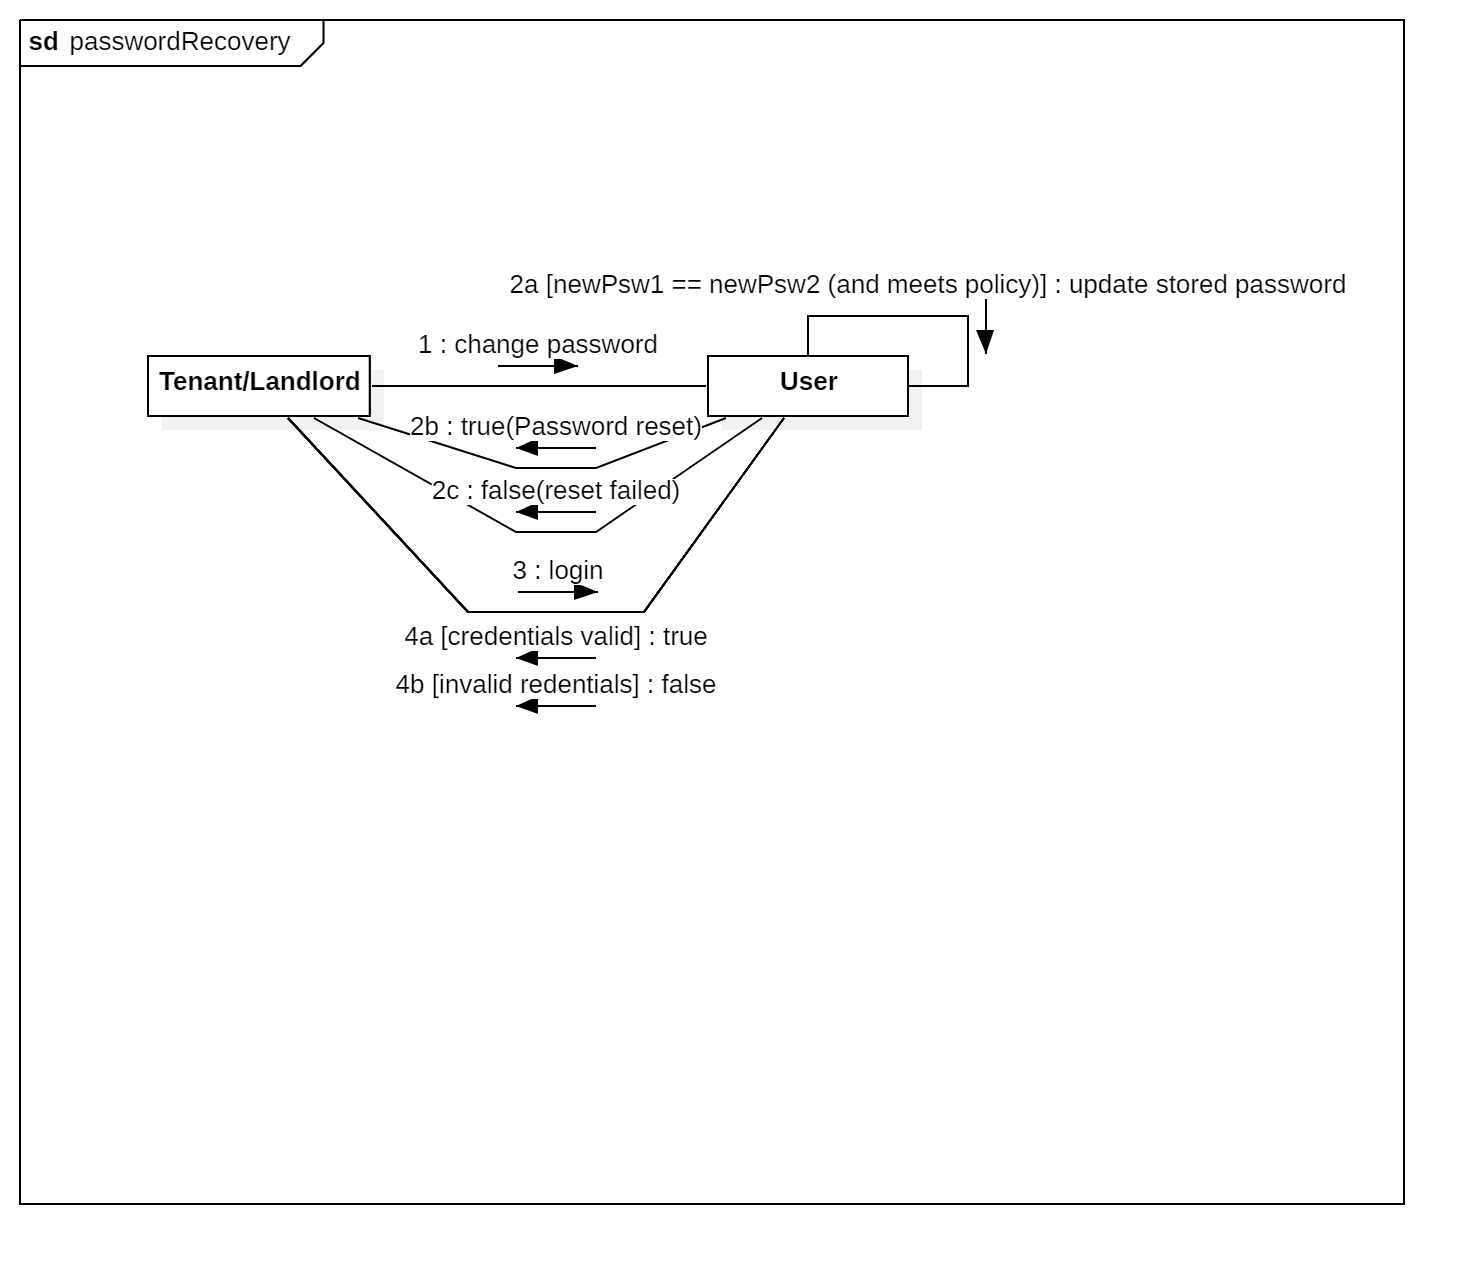 sd passwordRecovery
2a [newPsw1 == newPsw2 (and meets policy)] : update stored password
1 : change password
Tenant/Landlord
User
2b : true(Password reset)
2c : false(reset failed)
3 : login
4a [credentials valid] : true
4b [invalid redentials] : false